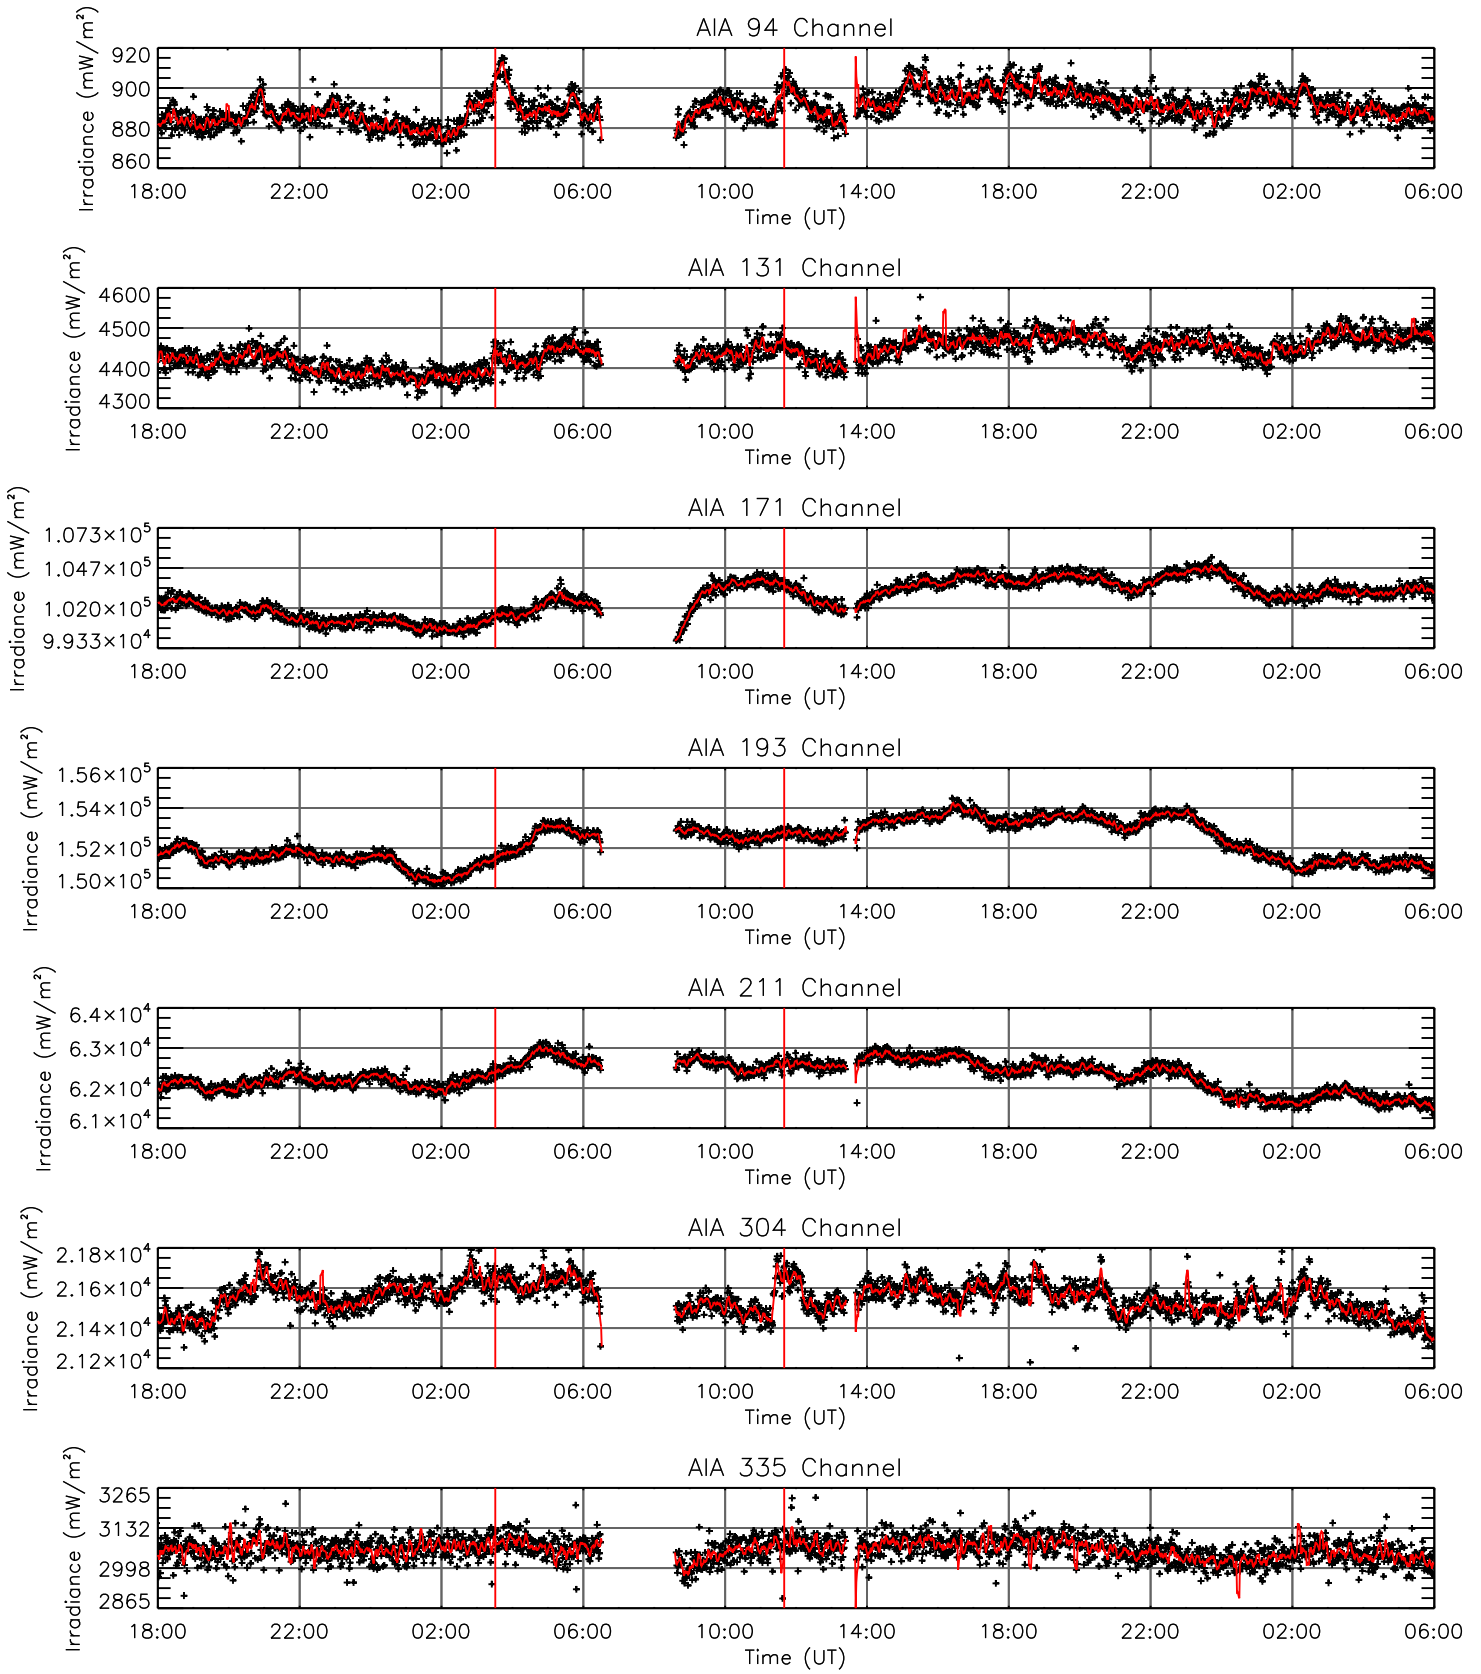 AIA 94 Channel
Irradiance (mW/m²)
920
900
880
860
18:00 22:00 02:00 06:00 10:00 14:00 18:00 22:00 02:00 06:00
Time (UT)
AIA 131 Channel
Irradiance (mW/m²)
4600
4500
4400
4300
18:00 22:00 02:00 06:00 10:00 14:00 18:00 22:00 02:00 06:00
Time (UT)
AIA 171 Channel
Irradiance (mW/m²)
1.073×10⁵
1.047×10⁵
1.020×10⁵
9.933×10⁴
18:00 22:00 02:00 06:00 10:00 14:00 18:00 22:00 02:00 06:00
Time (UT)
AIA 193 Channel
Irradiance (mW/m²)
1.56×10⁵
1.54×10⁵
1.52×10⁵
1.50×10⁵
18:00 22:00 02:00 06:00 10:00 14:00 18:00 22:00 02:00 06:00
Time (UT)
AIA 211 Channel
Irradiance (mW/m²)
6.4×10⁴
6.3×10⁴
6.2×10⁴
6.1×10⁴
18:00 22:00 02:00 06:00 10:00 14:00 18:00 22:00 02:00 06:00
Time (UT)
AIA 304 Channel
Irradiance (mW/m²)
2.18×10⁴
2.16×10⁴
2.14×10⁴
2.12×10⁴
18:00 22:00 02:00 06:00 10:00 14:00 18:00 22:00 02:00 06:00
Time (UT)
AIA 335 Channel
Irradiance (mW/m²)
3265
3132
2998
2865
18:00 22:00 02:00 06:00 10:00 14:00 18:00 22:00 02:00 06:00
Time (UT)